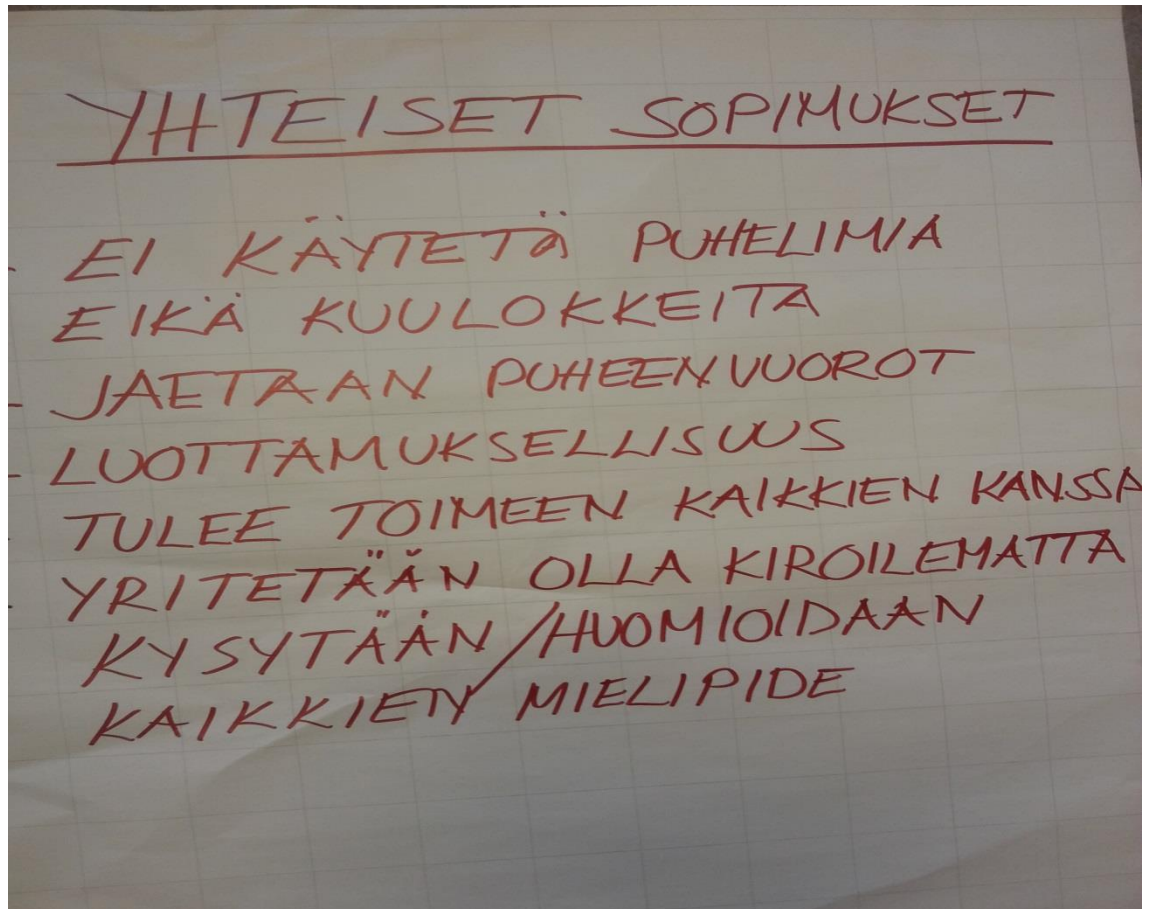 YHTEISET SOPIMUKSET
- EI KÄYTETÄ PUHELIMIA
EIKÄ KUULOKKEITA
- JAETAAN PUHEENVUOROT
- LUOTTAMUKSELLISUUS
- TULEE TOIMEEN KAIKKIEN KANSSA
- YRITETÄÄN OLLA KIROILEMATTA
KYSYTÄÄN/HUOMIOIDAAN
KAIKKIEN MIELIPIDE